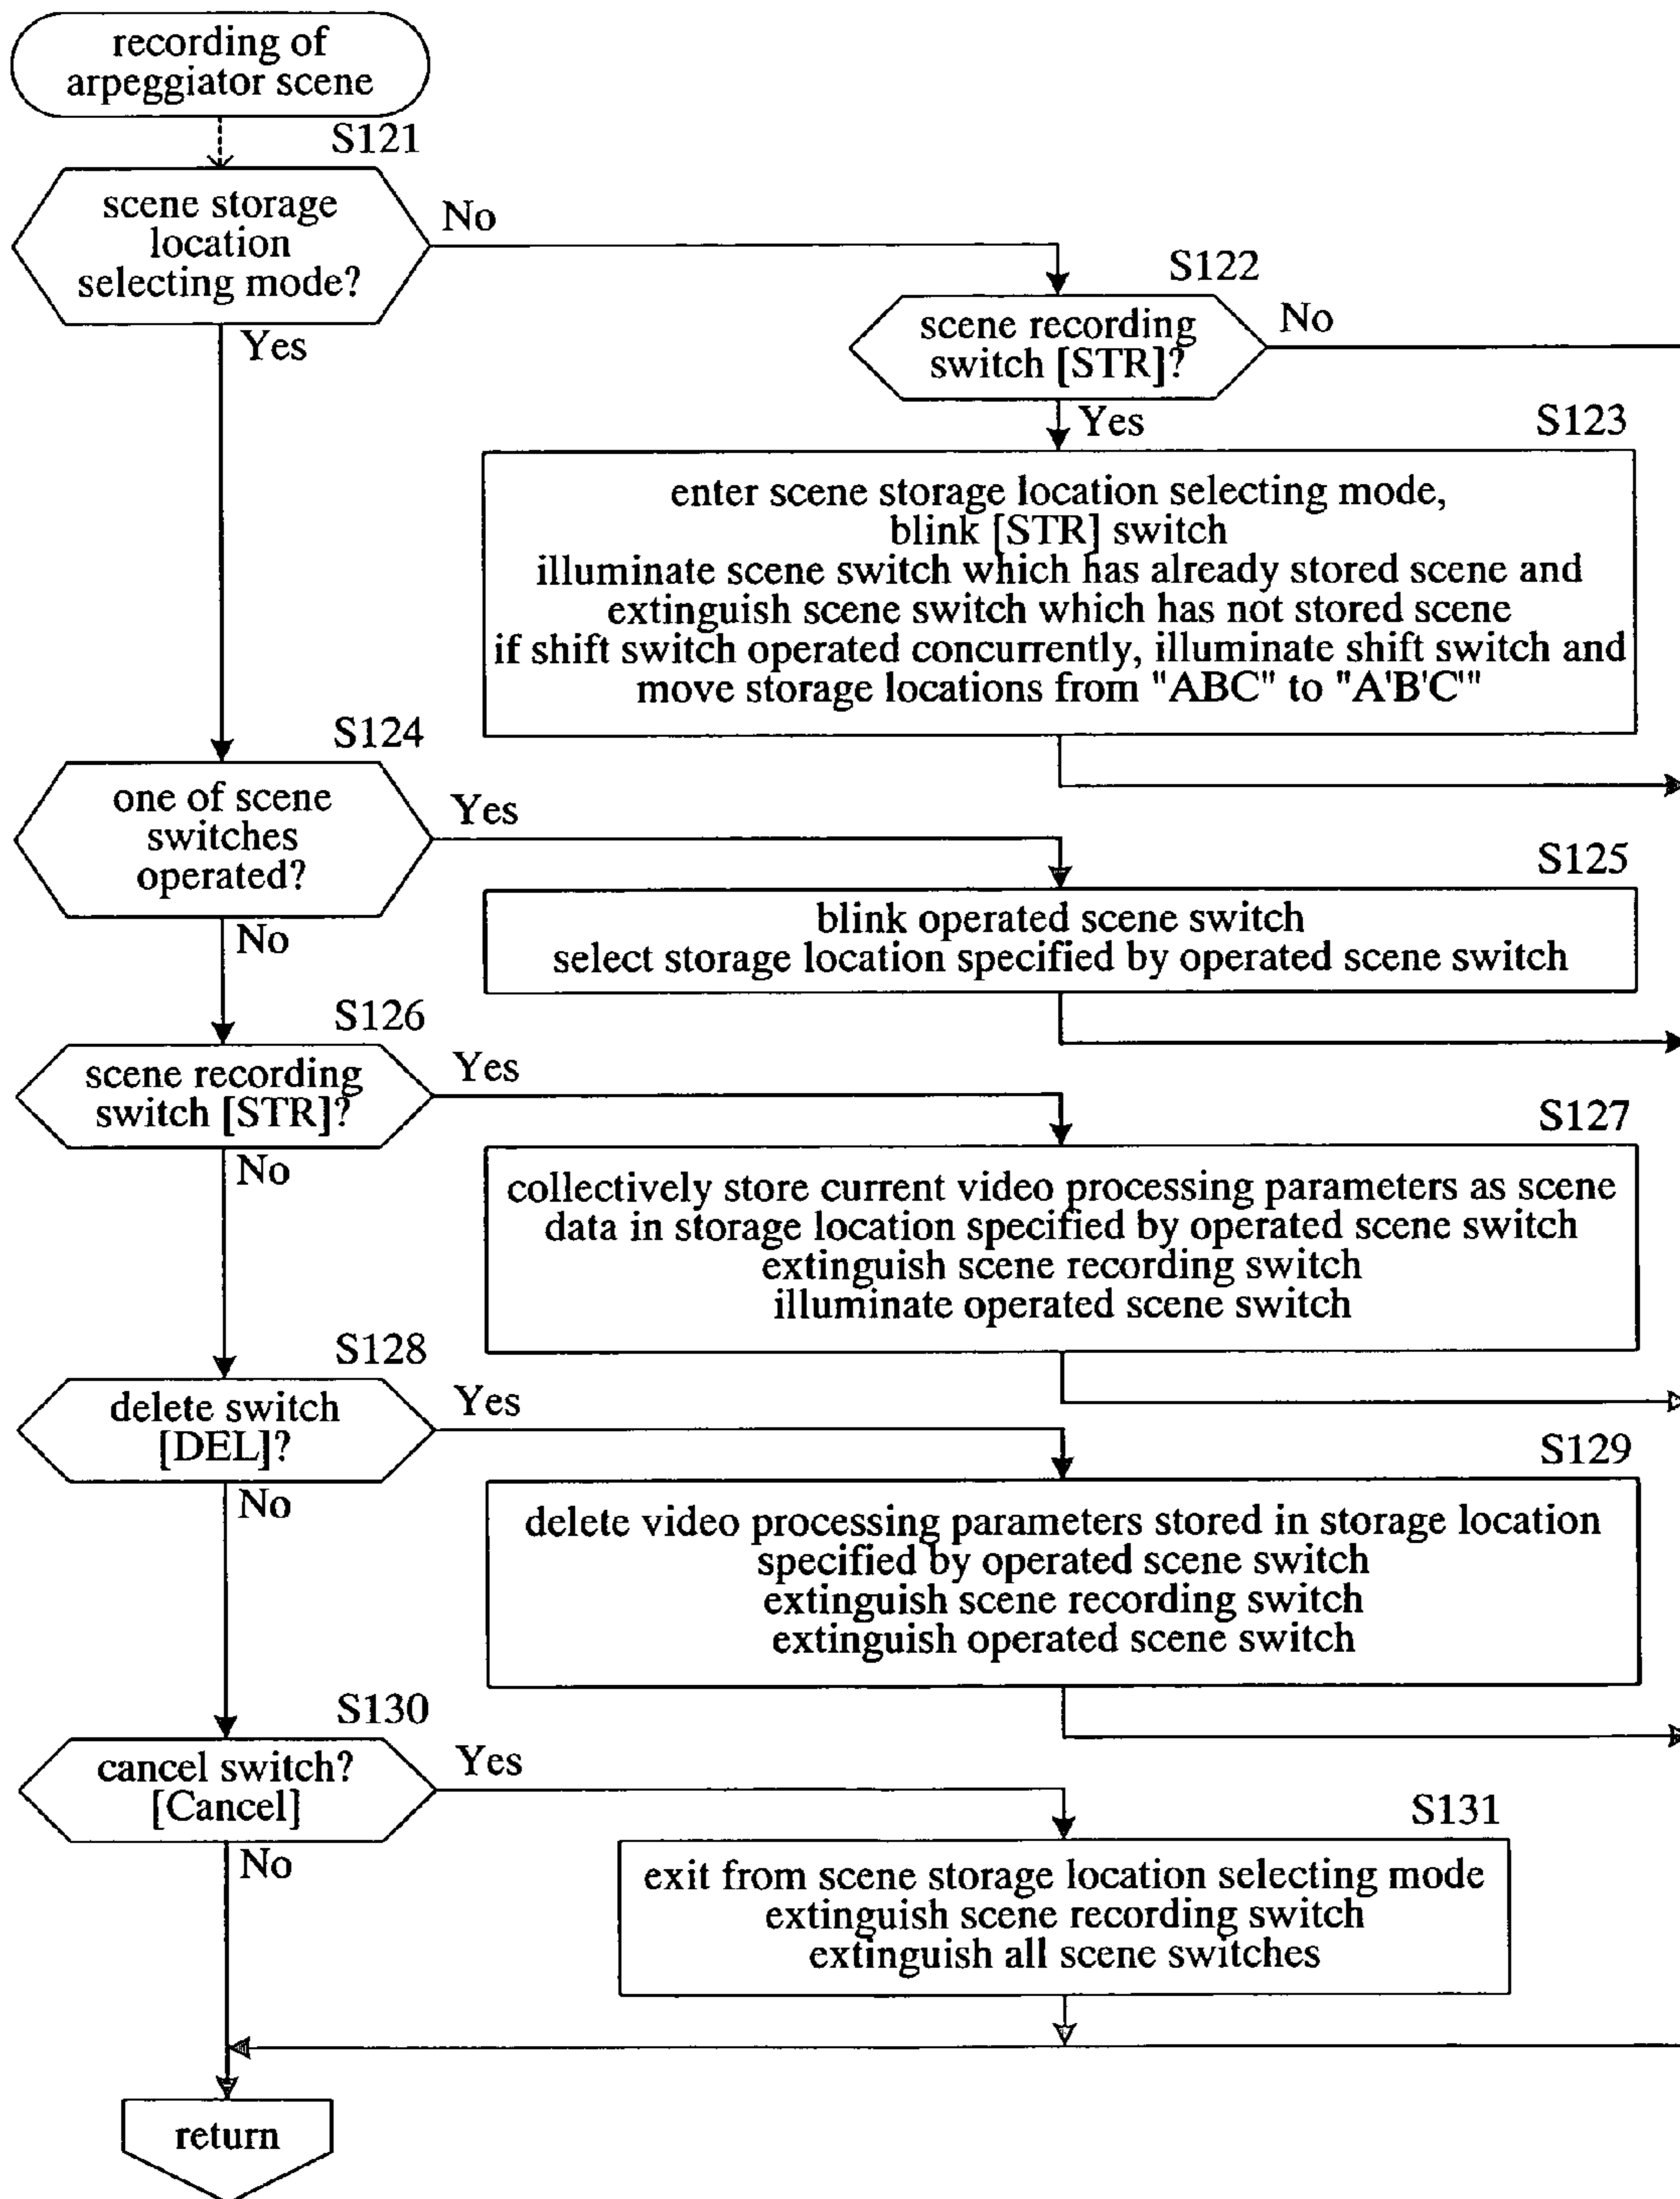 recording of
arpeggiator scene
S121
scene storage
location
selecting mode?
No
Yes
S122
scene recording
switch [STR]?
No
Yes
S123
enter scene storage location selecting mode,
blink [STR] switch
illuminate scene switch which has already stored scene and
extinguish scene switch which has not stored scene
if shift switch operated concurrently, illuminate shift switch and
move storage locations from "ABC" to "A'B'C'"
S124
one of scene
switches
operated?
Yes
No
S125
blink operated scene switch
select storage location specified by operated scene switch
S126
scene recording
switch [STR]?
Yes
No
S127
collectively store current video processing parameters as scene
data in storage location specified by operated scene switch
extinguish scene recording switch
illuminate operated scene switch
S128
delete switch
[DEL]?
Yes
No
S129
delete video processing parameters stored in storage location
specified by operated scene switch
extinguish scene recording switch
extinguish operated scene switch
S130
cancel switch?
[Cancel]
Yes
No
S131
exit from scene storage location selecting mode
extinguish scene recording switch
extinguish all scene switches
return